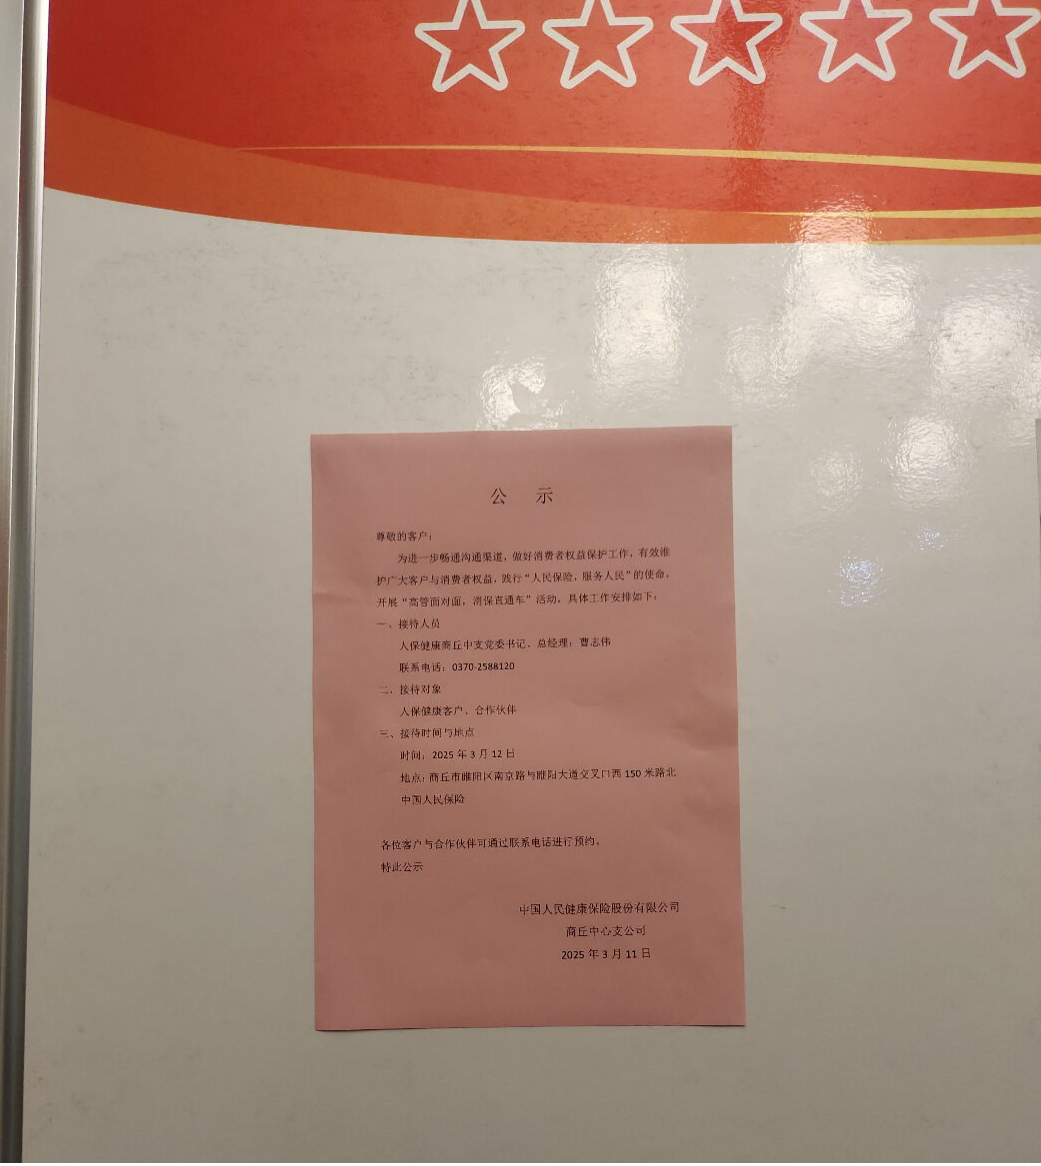 公 示
尊敬的客户：
为进一步畅通沟通渠道，做好消费者权益保护工作，有效维
护广大客户与消费者权益，践行“人民保险，服务人民”的使命，
开展“高管面对面，消保直通车”活动，具体工作安排如下：
一、接待人员
人保健康商丘中支党委书记、总经理：曹志伟
联系电话：0370-2588120
二、接待对象
人保健康客户、合作伙伴
三、接待时间与地点
时间：2025 年 3 月 12 日
地点：商丘市睢阳区南京路与睢阳大道交叉口西 150 米路北
中国人民保险
各位客户与合作伙伴可通过联系电话进行预约。
特此公示
中国人民健康保险股份有限公司
商丘中心支公司
2025 年 3 月 11 日